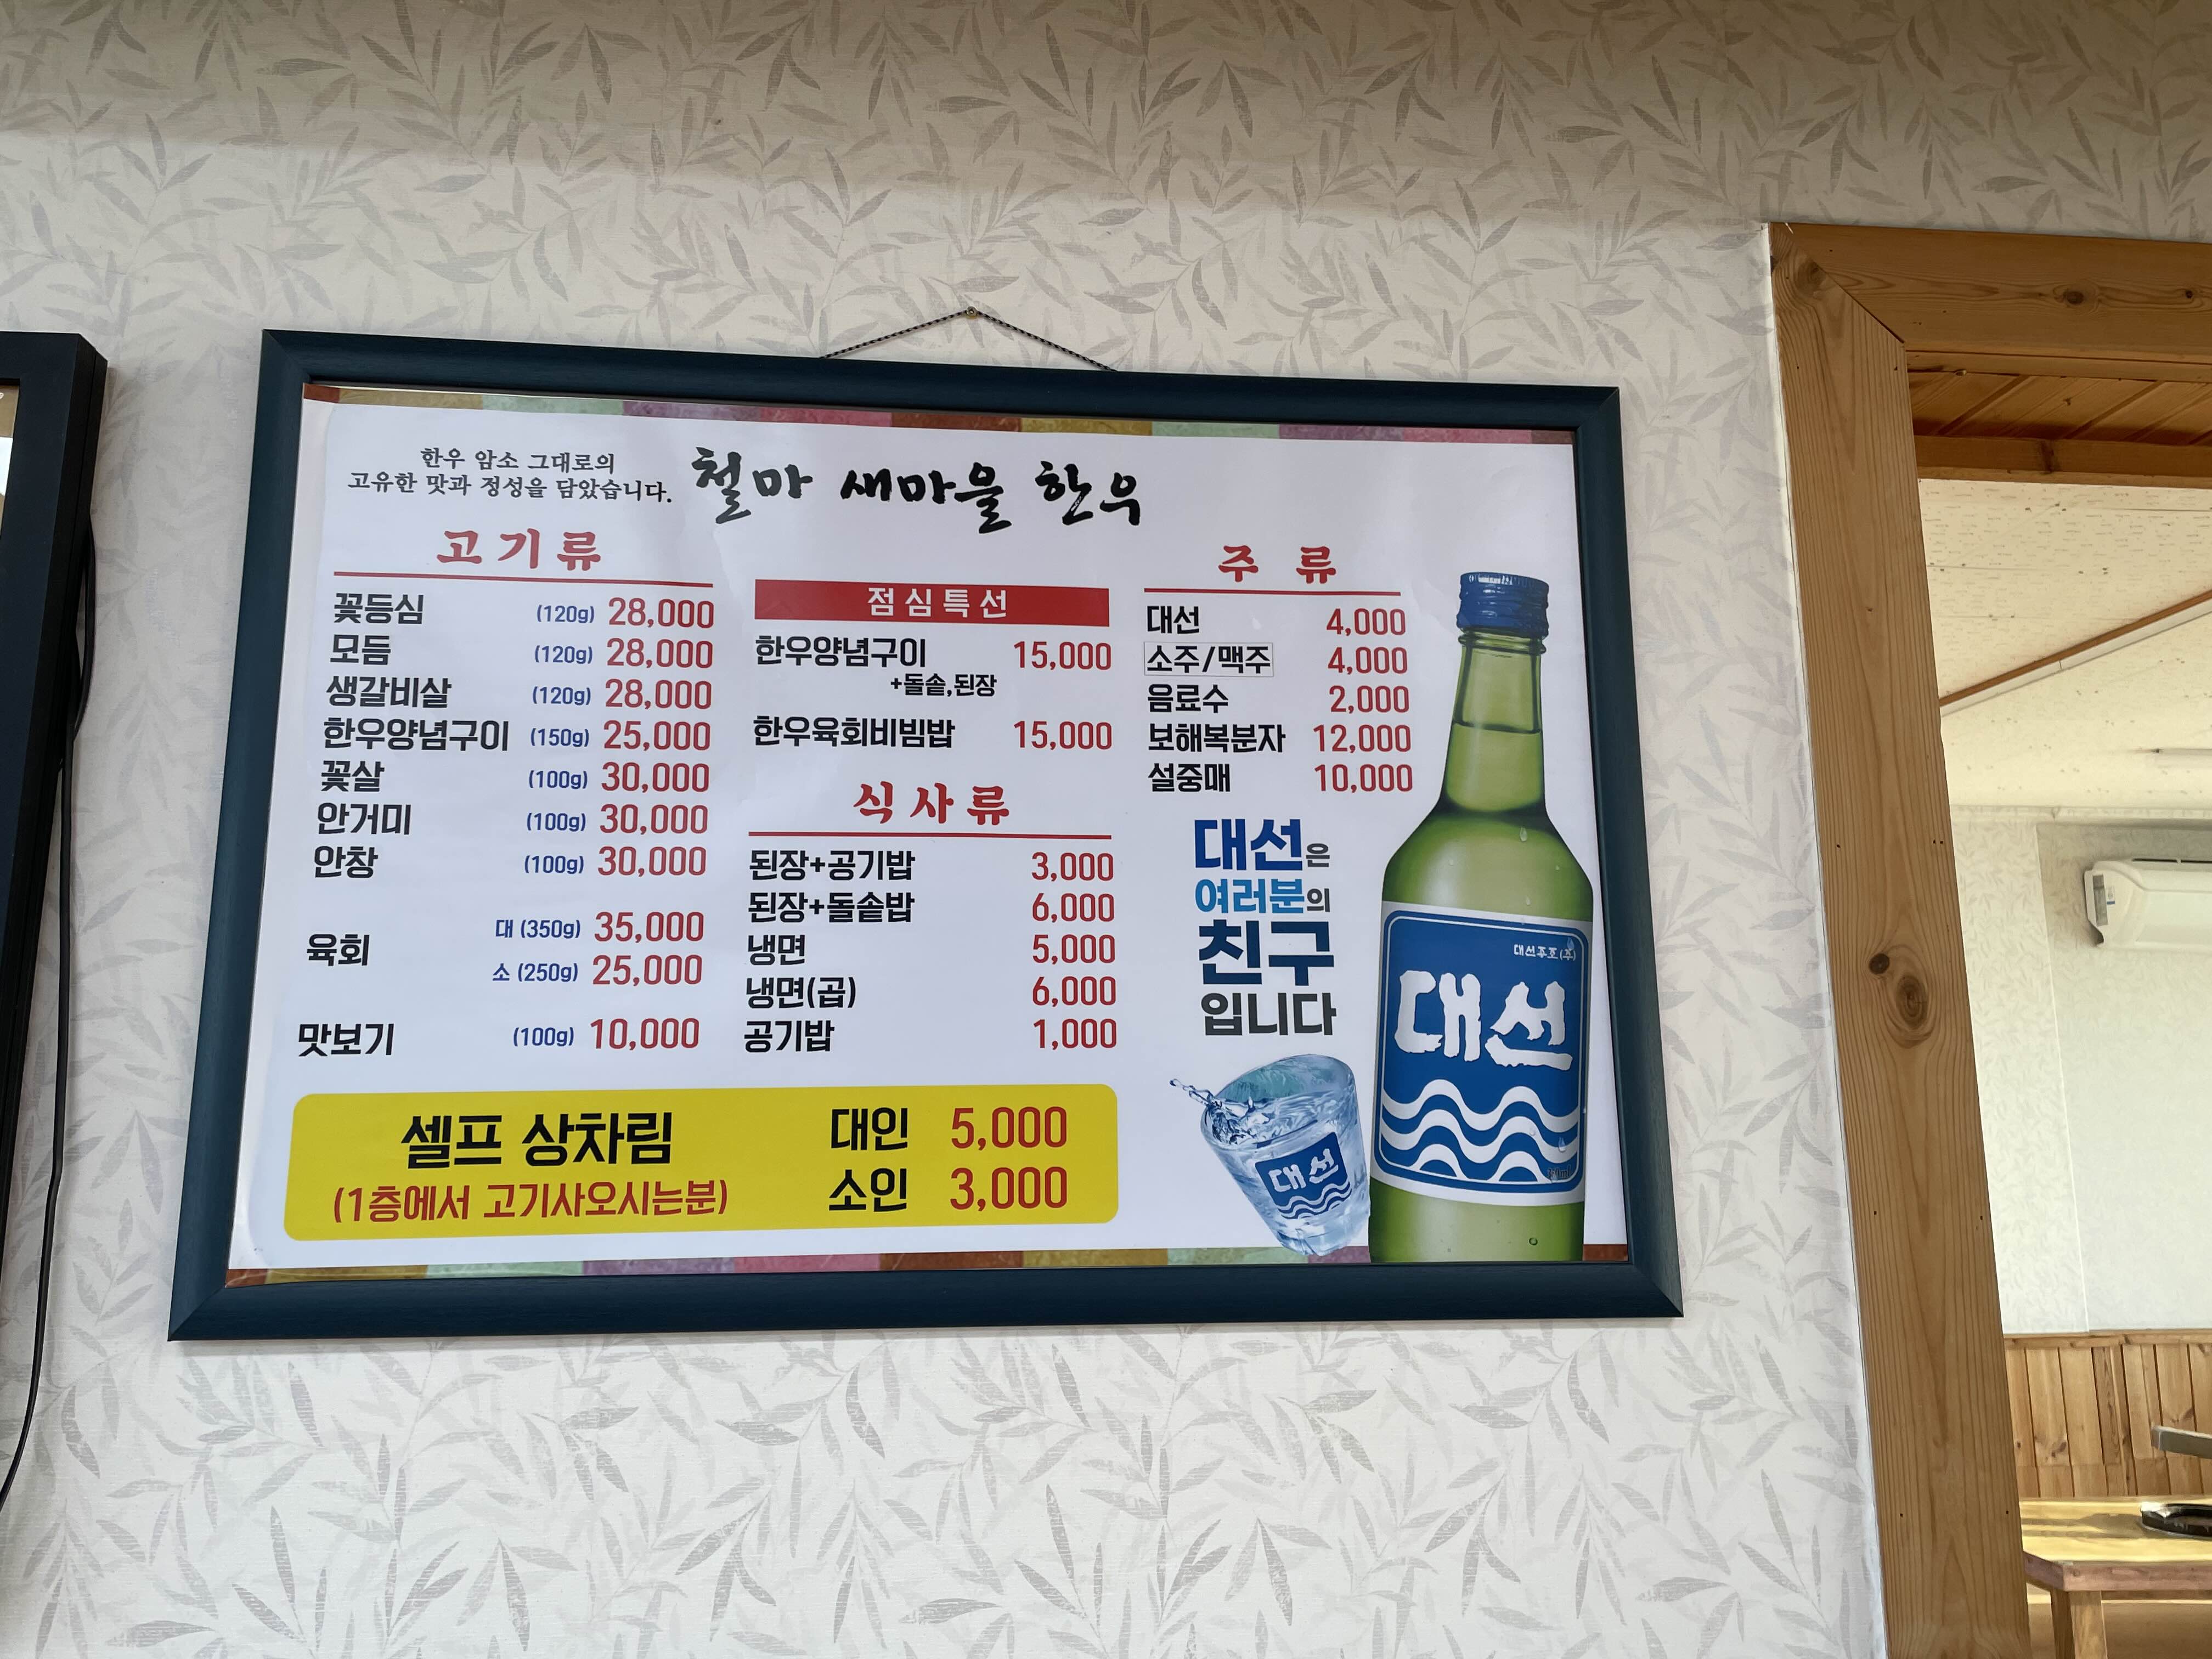 한우 암소 그대로의
고유한 맛과 정성을 담았습니다.
철마 새마을 한우
고기류
꽃등심 (120g) 28,000
모듬 (120g) 28,000
생갈비살 (120g) 28,000
한우양념구이 (150g) 25,000
꽃살 (100g) 30,000
안거미 (100g) 30,000
안창 (100g) 30,000
육회
대 (350g) 35,000
소 (250g) 25,000
맛보기 (100g) 10,000
점심특선
한우양념구이 15,000
+돌솥,된장
한우육회비빔밥 15,000
식사류
된장+공기밥 3,000
된장+돌솥밥 6,000
냉면 5,000
냉면(곱) 6,000
공기밥 1,000
주류
대선 4,000
소주/맥주 4,000
음료수 2,000
보해복분자 12,000
설중매 10,000
대선은
여러분의
친구
입니다
대선주조(주)
대선
대선
셀프 상차림
(1층에서 고기사오시는분)
대인 5,000
소인 3,000